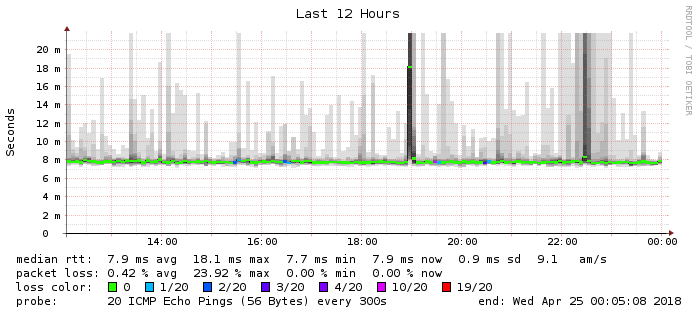 Last 12 Hours
RRDTOOL / TOBI OETIKER
Seconds
20 m
18 m
16 m
14 m
12 m
10 m
8 m
6 m
4 m
2 m
0
14:00 16:00 18:00 20:00 22:00 00:00
median rtt: 7.9 ms avg 18.1 ms max 7.7 ms min 7.9 ms now 0.9 ms sd 9.1 am/s
packet loss: 0.42 % avg 23.92 % max 0.00 % min 0.00 % now
loss color: 0 1/20 2/20 3/20 4/20 10/20 19/20
probe: 20 ICMP Echo Pings (56 Bytes) every 300s end: Wed Apr 25 00:05:08 2018